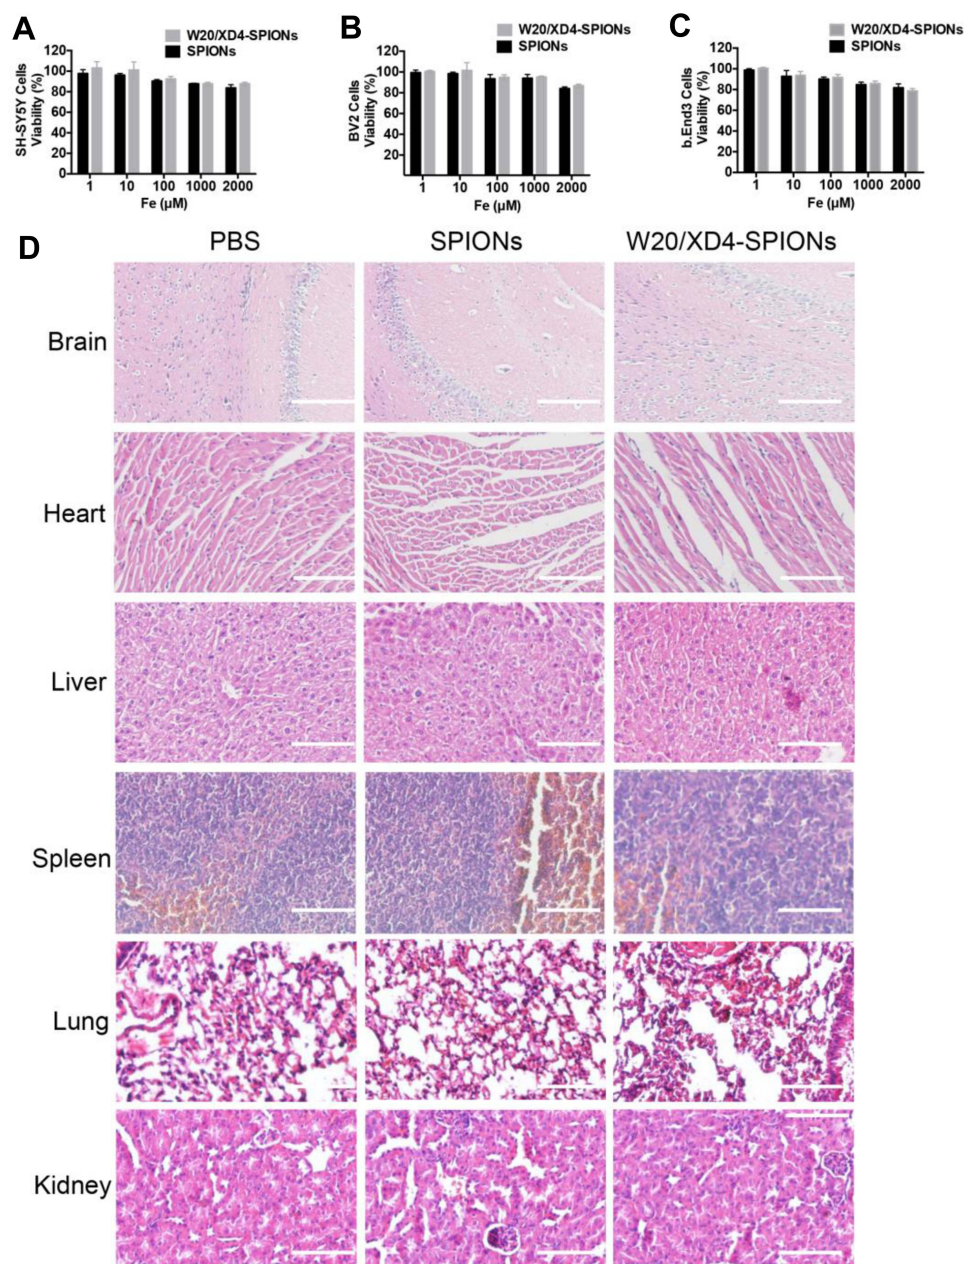 A
W20/XD4-SPIONs
SPIONs
SH-SY5Y Cells
Viability (%)
120
100
80
60
40
20
0
1 10 100 1000 2000
Fe (µM)
B
W20/XD4-SPIONs
SPIONs
BV2 Cells
Viability (%)
120
100
80
60
40
20
1 10 100 1000 2000
Fe (µM)
C
W20/XD4-SPIONs
SPIONs
b.End3 Cells
Viability (%)
120
100
80
60
40
20
0
1 10 100 1000 2000
Fe (µM)
D
PBS SPIONs W20/XD4-SPIONs
Brain
Heart
Liver
Spleen
Lung
Kidney